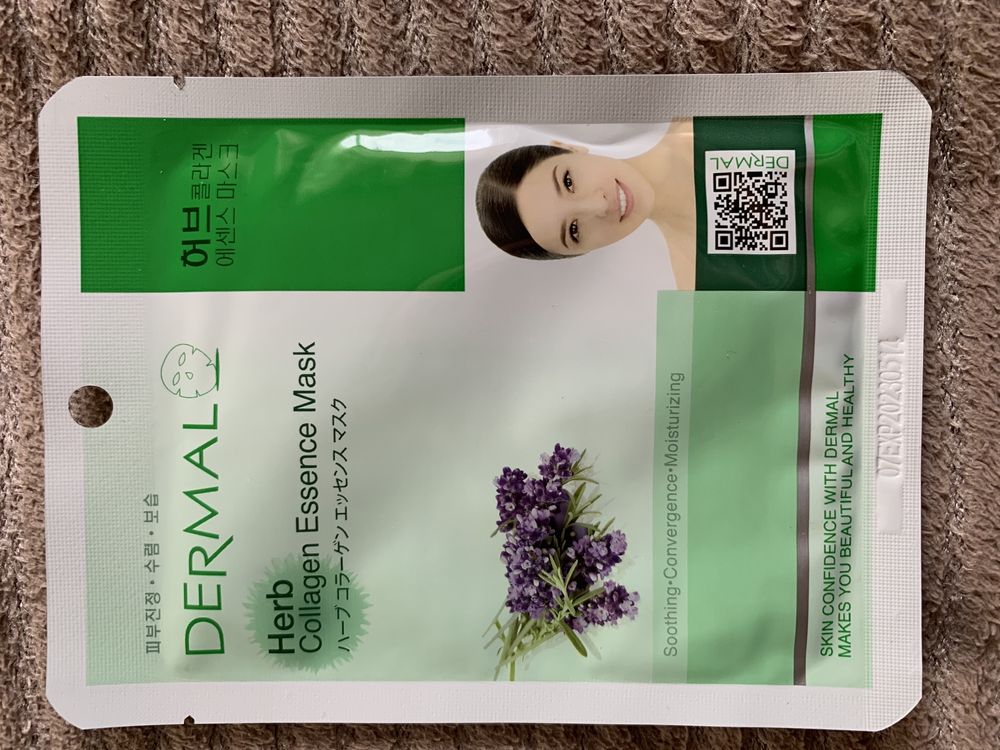 피부진정・수렴・보습
DERMAL
허브 콜라겐
에센스 마스크
Herb
Collagen Essence Mask
ハーブ コラーゲン エッセンス マスク
Soothing・Convergence・Moisturizing
DERMAL
SKIN CONFIDENCE WITH DERMAL
MAKES YOU BEAUTIFUL AND HEALTHY